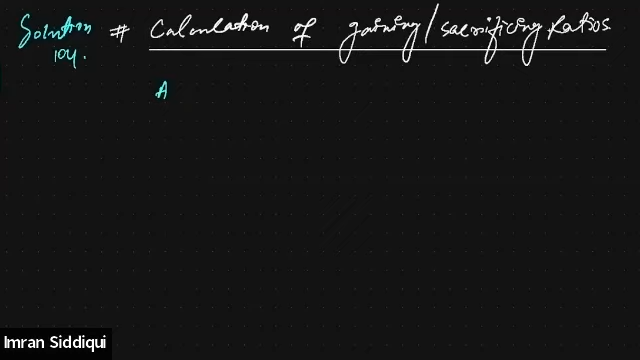 Solution # Calculation of gaining/sacrificing Ratios
104.
A
Imran Siddiqui